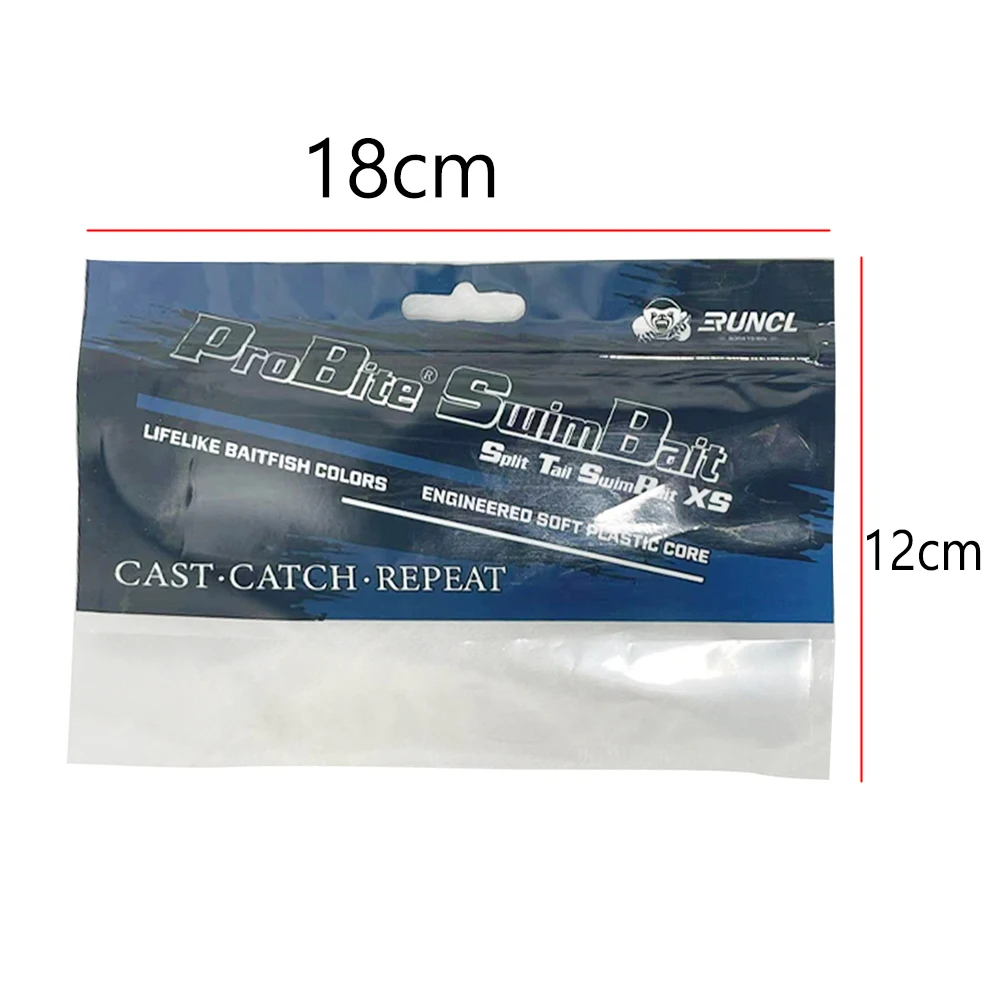 18cm
RUNCL
ProBite® SwimBait
Split Tail SwimBait XS
LIFELIKE BAITFISH COLORS
ENGINEERED SOFT PLASTIC CORE
CAST·CATCH·REPEAT
12cm